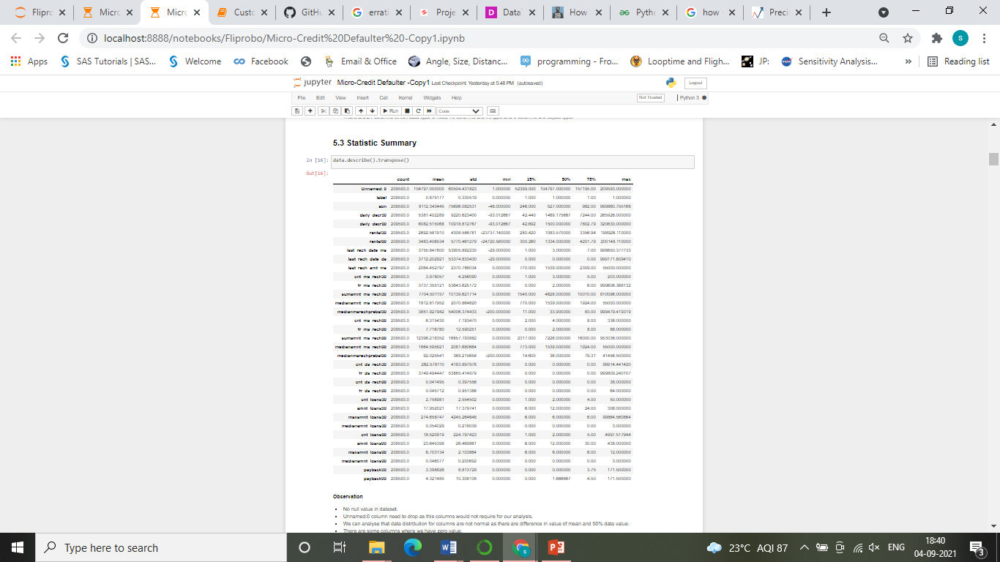 Flipro Micro Micro Custo GitHu errati Proje DataT How Pytho how Preci
localhost:8888/notebooks/Fliprobo/Micro-Credit%20Defaulter%20-Copy1.ipynb
Apps SAS Tutorials | SAS... Welcome Facebook Email & Office Angle, Size, Distanc... programming - Fro... Looptime and Fligh... JP: Sensitivity Analysis... » Reading list
jupyter Micro-Credit Defaulter -Copy1 Last Checkpoint: Yesterday at 5:48 PM (autosaved) Logout
File Edit View Insert Cell Kernel Widgets Help Not Trusted Python 3
Run Code
5.3 Statistic Summary
In [16]: data.describe().transpose()
Out[16]:
count mean std min 25% 50% 75% max
Unnamed: 0 209593.0 104797.000000 60504.431823 1.000000 52399.000 104797.000000 157195.00 209593.000000
label 209593.0 0.875177 0.330519 0.000000 1.000 1.000000 1.00 1.000000
aon 209593.0 8112.343445 75696.082531 -48.000000 246.000 527.000000 982.00 999860.755168
daily_decr30 209593.0 5381.402289 9220.623400 -93.012667 42.440 1469.175667 7244.00 265926.000000
daily_decr90 209593.0 6082.515068 10918.812767 -93.012667 42.692 1500.000000 7802.79 320630.000000
rental30 209593.0 2692.581910 4308.586781 -23737.140000 280.420 1083.570000 3356.94 198926.110000
rental90 209593.0 3483.406534 5770.461279 -24720.580000 300.260 1334.000000 4201.79 200148.110000
last_rech_date_ma 209593.0 3755.847800 53905.892230 -29.000000 1.000 3.000000 7.00 998650.377733
last_rech_date_da 209593.0 3712.202921 53374.833430 -29.000000 0.000 0.000000 0.00 999171.809410
last_rech_amt_ma 209593.0 2064.452797 2370.786034 0.000000 770.000 1539.000000 2309.00 55000.000000
cnt_ma_rech30 209593.0 3.978057 4.256090 0.000000 1.000 3.000000 5.00 203.000000
fr_ma_rech30 209593.0 3737.355121 53643.625172 0.000000 0.000 2.000000 6.00 999606.368132
sumamnt_ma_rech30 209593.0 7704.501157 10139.621714 0.000000 1540.000 4628.000000 10010.00 810096.000000
medianamnt_ma_rech30 209593.0 1812.817952 2070.864620 0.000000 770.000 1539.000000 1924.00 55000.000000
medianmarechprebal30 209593.0 3851.927942 54006.374433 -200.000000 11.000 33.900000 83.00 999479.419319
cnt_ma_rech90 209593.0 6.315430 7.193470 0.000000 2.000 4.000000 8.00 336.000000
fr_ma_rech90 209593.0 7.716780 12.590251 0.000000 0.000 2.000000 8.00 88.000000
sumamnt_ma_rech90 209593.0 12396.218352 16857.793882 0.000000 2317.000 7226.000000 16000.00 953036.000000
medianamnt_ma_rech90 209593.0 1864.595821 2081.680664 0.000000 773.000 1539.000000 1924.00 55000.000000
medianmarechprebal90 209593.0 92.025541 369.215658 -200.000000 14.600 36.000000 79.31 41456.500000
cnt_da_rech30 209593.0 262.578110 4183.897978 0.000000 0.000 0.000000 0.00 99914.441420
fr_da_rech30 209593.0 3749.494447 53885.414979 0.000000 0.000 0.000000 0.00 999809.240107
cnt_da_rech90 209593.0 0.041495 0.397556 0.000000 0.000 0.000000 0.00 38.000000
fr_da_rech90 209593.0 0.045712 0.951386 0.000000 0.000 0.000000 0.00 64.000000
cnt_loans30 209593.0 2.758981 2.554502 0.000000 1.000 2.000000 4.00 50.000000
amnt_loans30 209593.0 17.952021 17.379741 0.000000 6.000 12.000000 24.00 306.000000
maxamnt_loans30 209593.0 274.658747 4245.264648 0.000000 6.000 6.000000 6.00 99864.560864
medianamnt_loans30 209593.0 0.054029 0.218039 0.000000 0.000 0.000000 0.00 3.000000
cnt_loans90 209593.0 18.520919 224.797423 0.000000 1.000 2.000000 5.00 4997.517944
amnt_loans90 209593.0 23.645398 26.469861 0.000000 6.000 12.000000 30.00 438.000000
maxamnt_loans90 209593.0 6.703134 2.103864 0.000000 6.000 6.000000 6.00 12.000000
medianamnt_loans90 209593.0 0.046077 0.200692 0.000000 0.000 0.000000 0.00 3.000000
payback30 209593.0 3.398826 8.813729 0.000000 0.000 0.000000 3.75 171.500000
payback90 209593.0 4.321485 10.308108 0.000000 0.000 1.666667 4.50 171.500000
Observation
• No null value in dataset.
• Unnamed:0 column need to drop as this columns would not require for our analysis.
• We can analyse that data distribution for columns are not normal as there are difference in value of mean and 50% data value.
• There are some columns where we have zero value.
Type here to search 23°C AQI 87 ENG 18:40
04-09-2021 3